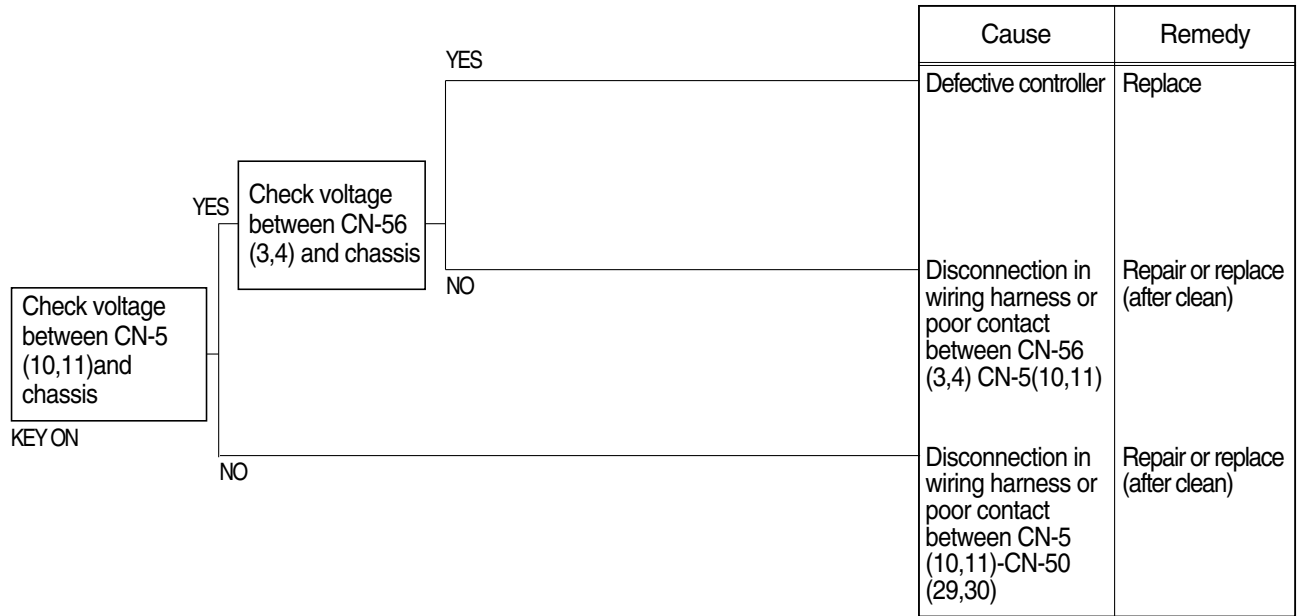 Cause
Remedy
YES
Defective controller
Replace
YES
Check voltage
between CN-56
(3,4) and chassis
NO
Disconnection in
wiring harness or
poor contact
between CN-56
(3,4) CN-5(10,11)
Repair or replace
(after clean)
Check voltage
between CN-5
(10,11)and
chassis
KEY ON
NO
Disconnection in
wiring harness or
poor contact
between CN-5
(10,11)-CN-50
(29,30)
Repair or replace
(after clean)